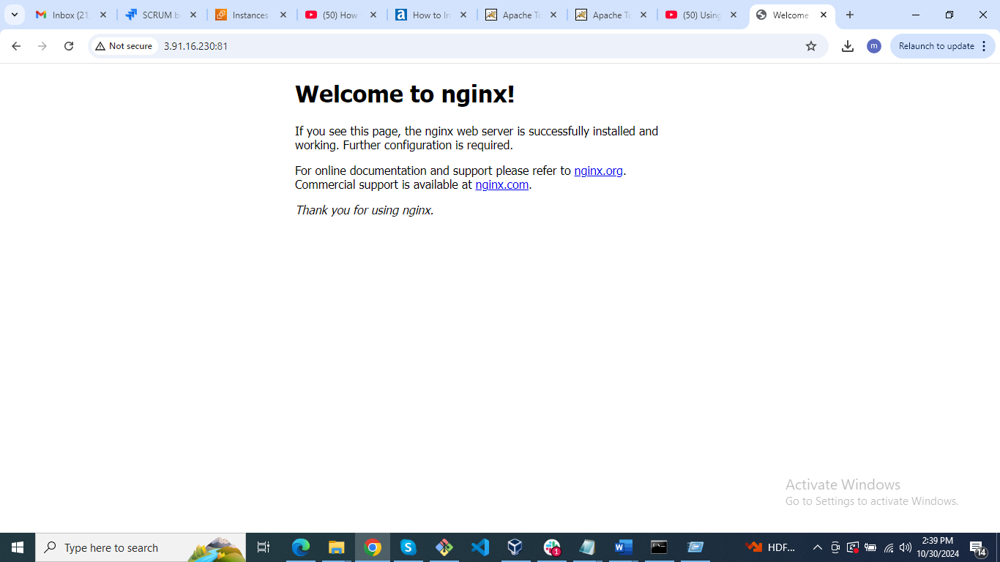 Inbox (21,
SCRUM b
Instances
(50) How
How to In
Apache To
Apache To
(50) Using
Welcome
Not secure
3.91.16.230:81
m
Relaunch to update
Welcome to nginx!
If you see this page, the nginx web server is successfully installed and
working. Further configuration is required.
For online documentation and support please refer to nginx.org.
Commercial support is available at nginx.com.
Thank you for using nginx.
Activate Windows
Go to Settings to activate Windows.
Type here to search
1
HDF...
2:39 PM
10/30/2024
14